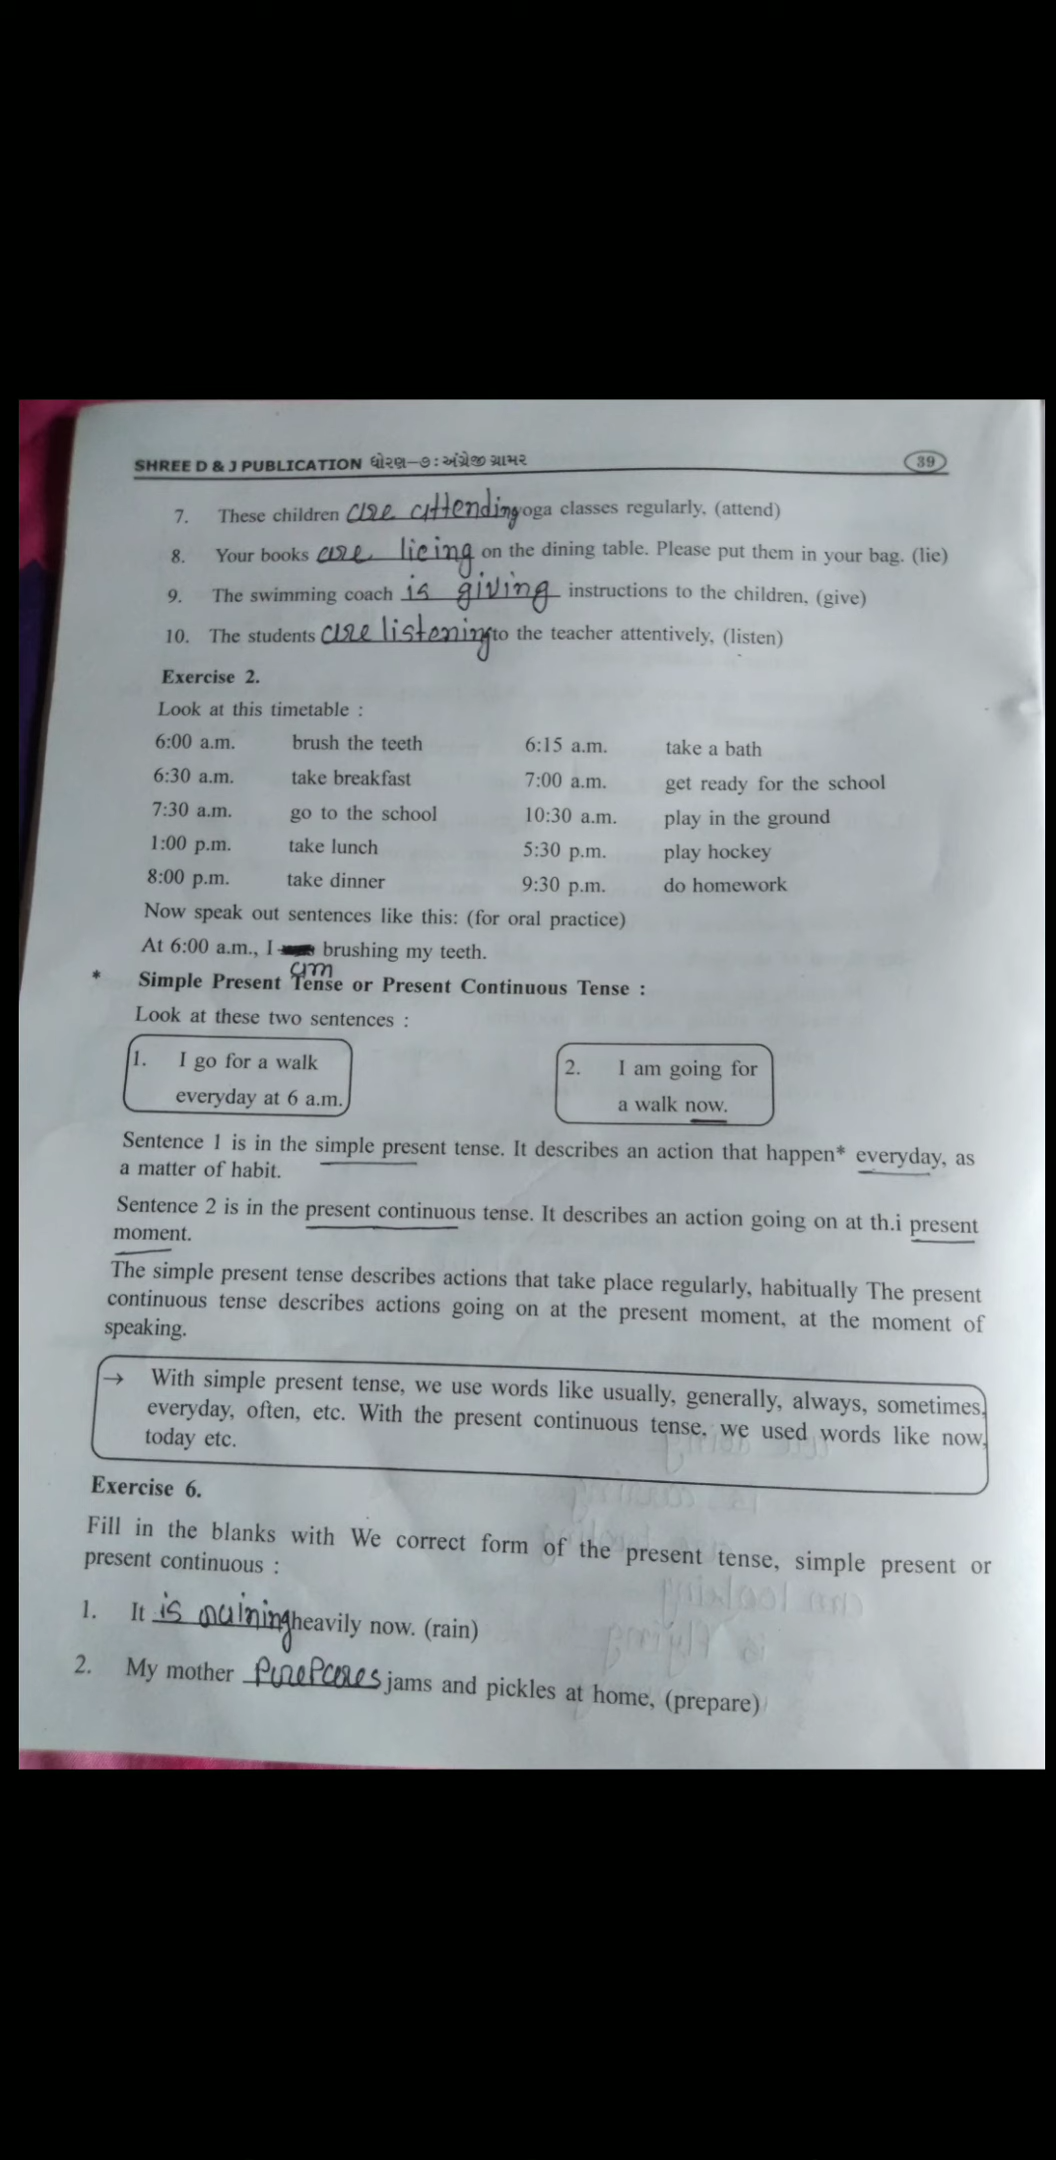 SHREE D & J PUBLICATION ધોરણ-૭ : અંગ્રેજી ગ્રામર 39
7. These children are attending yoga classes regularly, (attend)
8. Your books are licing on the dining table. Please put them in your bag. (lie)
9. The swimming coach is giving instructions to the children, (give)
10. The students are listening to the teacher attentively, (listen)
Exercise 2.
Look at this timetable :
6:00 a.m. brush the teeth 6:15 a.m. take a bath
6:30 a.m. take breakfast 7:00 a.m. get ready for the school
7:30 a.m. go to the school 10:30 a.m. play in the ground
1:00 p.m. take lunch 5:30 p.m. play hockey
8:00 p.m. take dinner 9:30 p.m. do homework
Now speak out sentences like this: (for oral practice)
At 6:00 a.m., I brushing my teeth.
am
* Simple Present Tense or Present Continuous Tense :
Look at these two sentences :
1. I go for a walk 2. I am going for
everyday at 6 a.m. a walk now.
Sentence 1 is in the simple present tense. It describes an action that happen* everyday, as
a matter of habit.
Sentence 2 is in the present continuous tense. It describes an action going on at th.i present
moment.
The simple present tense describes actions that take place regularly, habitually The present
continuous tense describes actions going on at the present moment, at the moment of
speaking.
→ With simple present tense, we use words like usually, generally, always, sometimes,
everyday, often, etc. With the present continuous tense, we used words like now,
today etc.
Exercise 6.
Fill in the blanks with We correct form of the present tense, simple present or
present continuous :
1. It is raining heavily now. (rain)
2. My mother prepares jams and pickles at home, (prepare)